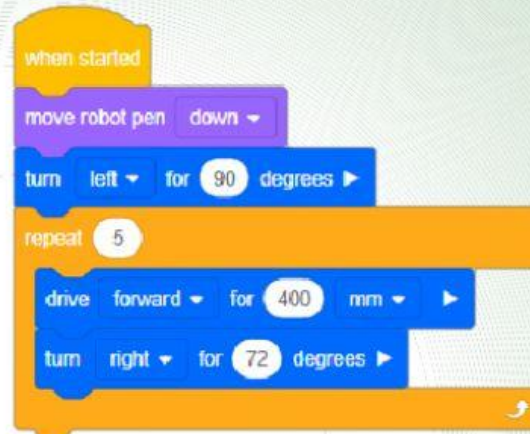 when started
move robot pen down
turn left for 90 degrees
repeat 5
drive forward for 400 mm
turn right for 72 degrees